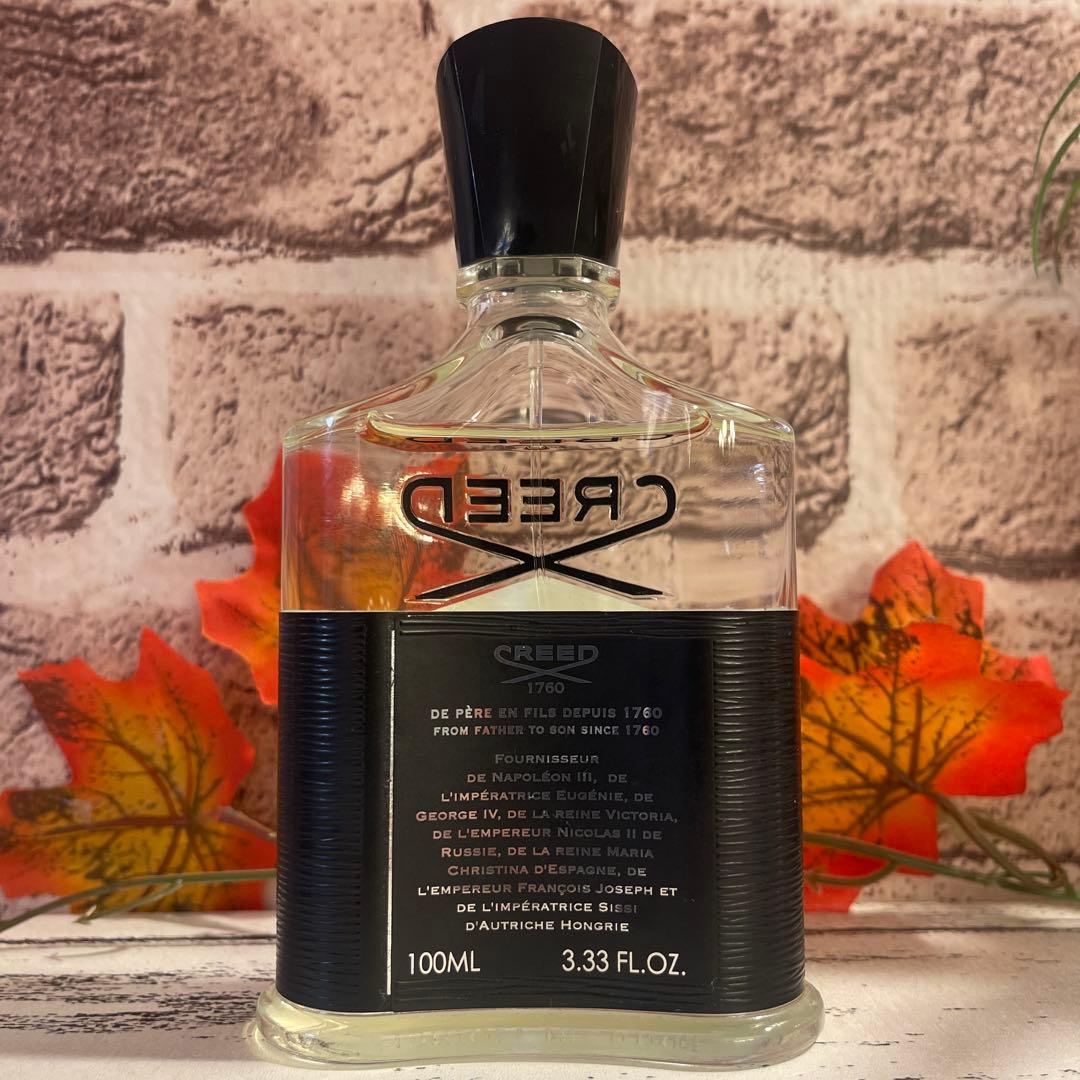 CREED
CREED
1760
DE PÈRE EN FILS DEPUIS 1760
FROM FATHER TO SON SINCE 1760
FOURNISSEUR
DE NAPOLÉON III, DE
L'IMPÉRATRICE EUGÉNIE, DE
GEORGE IV, DE LA REINE VICTORIA,
DE L'EMPEREUR NICOLAS II DE
RUSSIE, DE LA REINE MARIA
CHRISTINA D'ESPAGNE, DE
L'EMPEREUR FRANÇOIS JOSEPH ET
DE L'IMPÉRATRICE SISSI
D'AUTRICHE HONGRIE
100ML 3.33 FL.OZ.